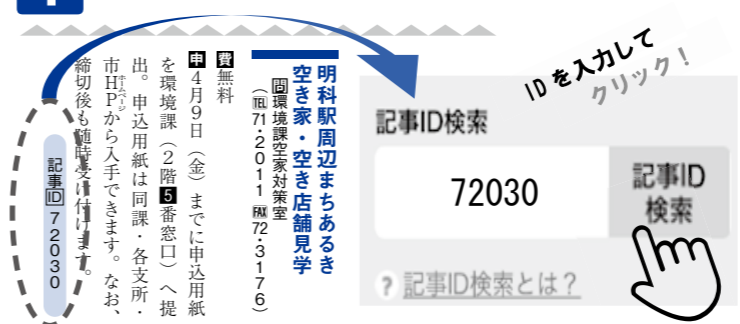 明科駅周辺まちあるき
空き家・空き店舗見学
問環境課空家対策室
（TEL71・2011 FAX72・3176）
費無料
申4月9日（金）までに申込用紙
を環境課（2階5番窓口）へ提
出。申込用紙は同課・各支所・
市HPから入手できます。なお、
ホームページ
締切後も随時受け付けます。
記事ID 72030
IDを入力して
クリック！
記事ID検索
72030
記事ID
検索
? 記事ID検索とは？